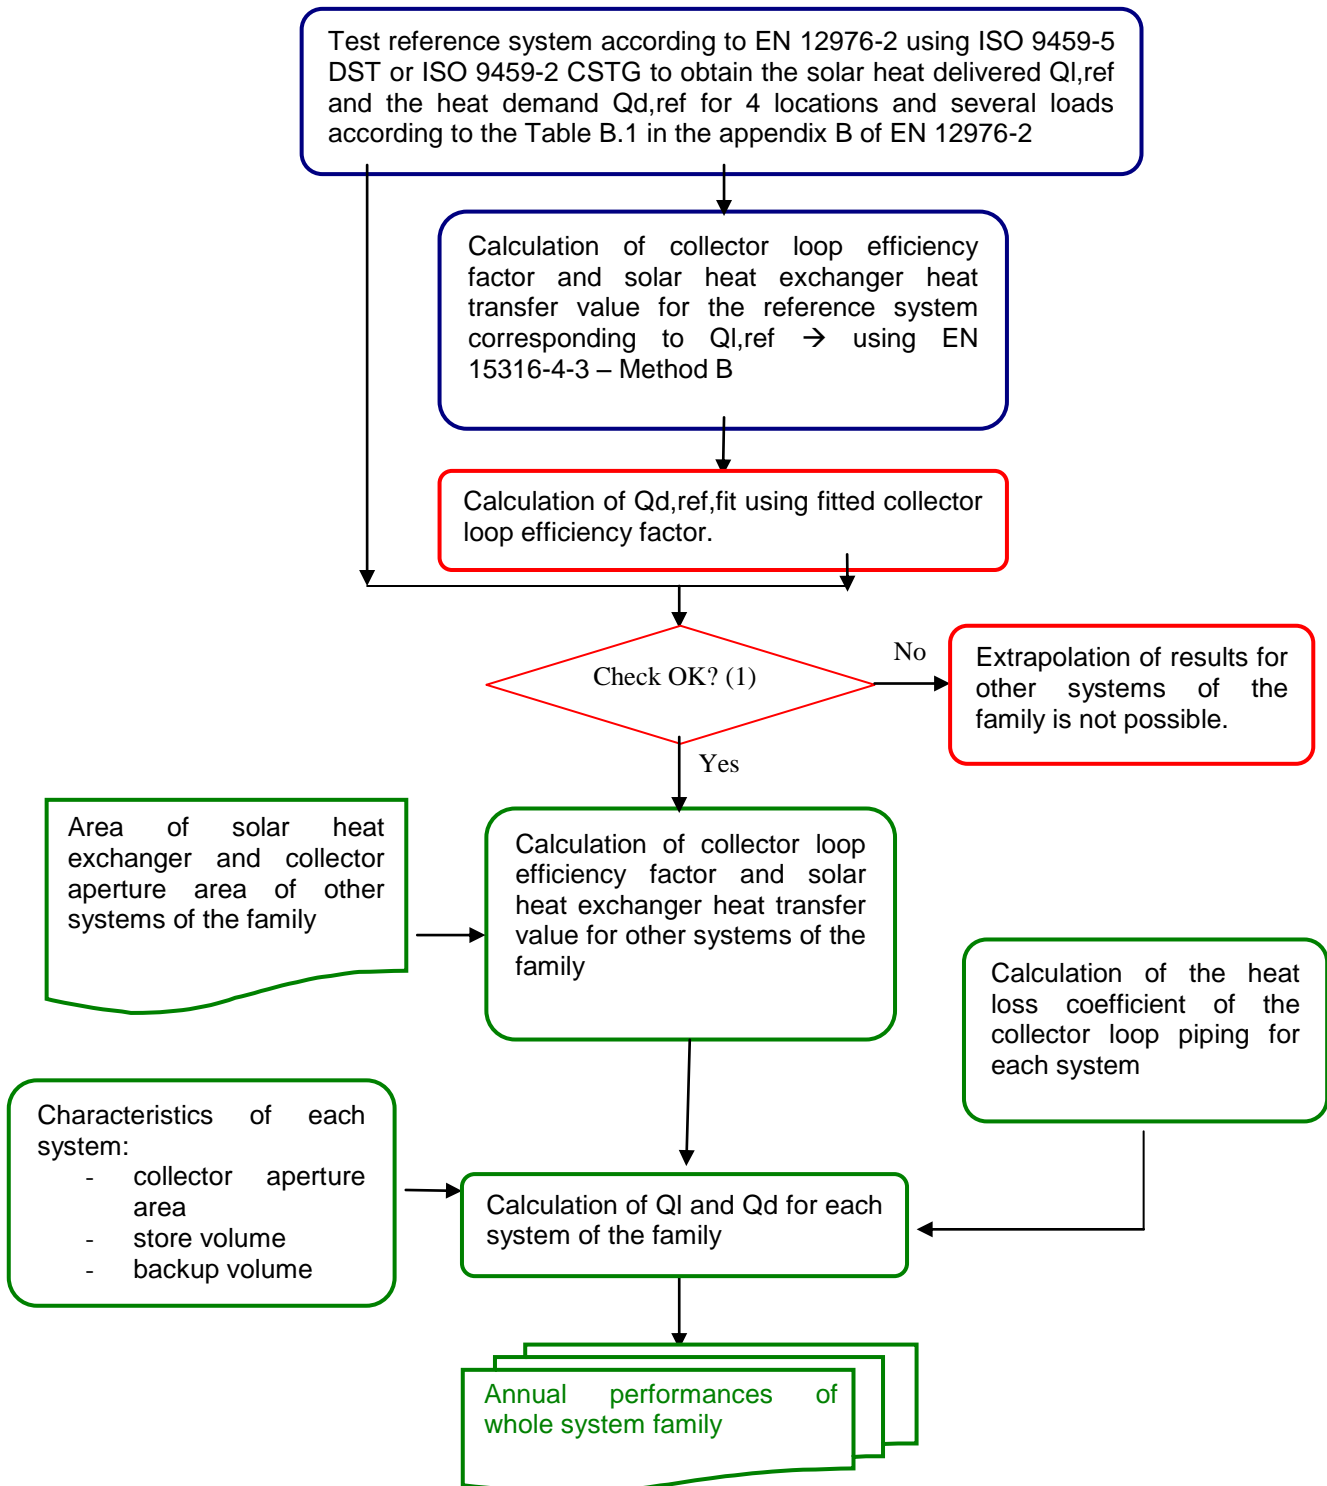 Test reference system according to EN 12976-2 using ISO 9459-5
DST or ISO 9459-2 CSTG to obtain the solar heat delivered Ql,ref
and the heat demand Qd,ref for 4 locations and several loads
according to the Table B.1 in the appendix B of EN 12976-2
Calculation of collector loop efficiency
factor and solar heat exchanger heat
transfer value for the reference system
corresponding to Ql,ref → using EN
15316-4-3 – Method B
Calculation of Qd,ref,fit using fitted collector
loop efficiency factor.
Check OK? (1)
No
Extrapolation of results for
other systems of the
family is not possible.
Yes
Area of solar heat
exchanger and collector
aperture area of other
systems of the family
Calculation of collector loop
efficiency factor and solar
heat exchanger heat transfer
value for other systems of the
family
Calculation of the heat
loss coefficient of the
collector loop piping for
each system
Characteristics of each
system:
- collector aperture
area
- store volume
- backup volume
Calculation of Ql and Qd for each
system of the family
Annual performances of
whole system family